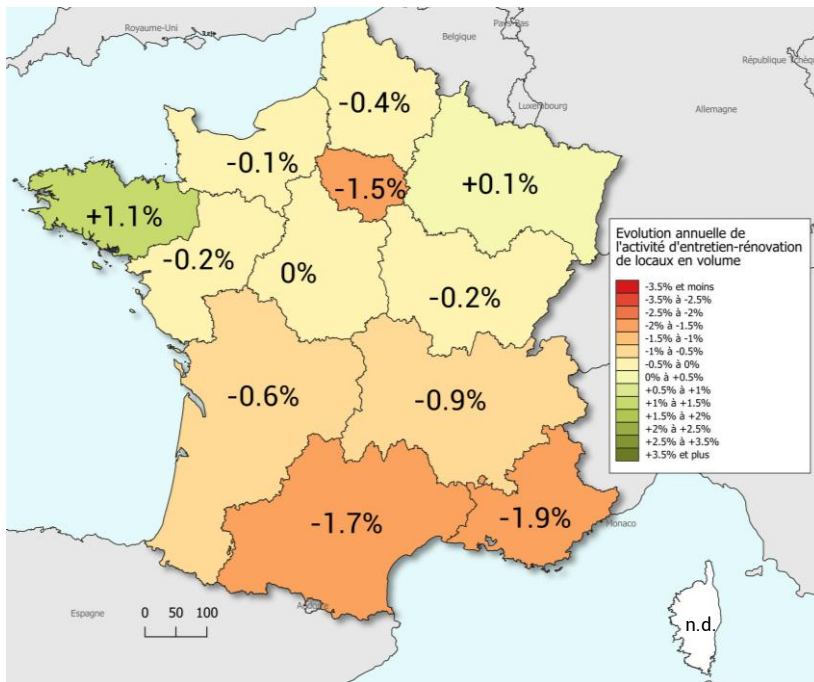 Royaume-Uni
Pays-Bas
Belgique
République Tchèqu
Luxembourg
Allemagne
-0.4%
-0.1%
-1.5%
+0.1%
+1.1%
-0.2%
0%
-0.2%
-0.6%
-0.9%
-1.7%
-1.9%
Monaco
Evolution annuelle de
l'activité d'entretien-rénovation
de locaux en volume
-3.5% et moins
-3.5% à -2.5%
-2.5% à -2%
-2% à -1.5%
-1.5% à -1%
-1% à -0.5%
-0.5% à 0%
0% à +0.5%
+0.5% à +1%
+1% à +1.5%
+1.5% à +2%
+2% à +2.5%
+2.5% à +3.5%
+3.5% et plus
Espagne
0 50 100
Andorre
n.d.